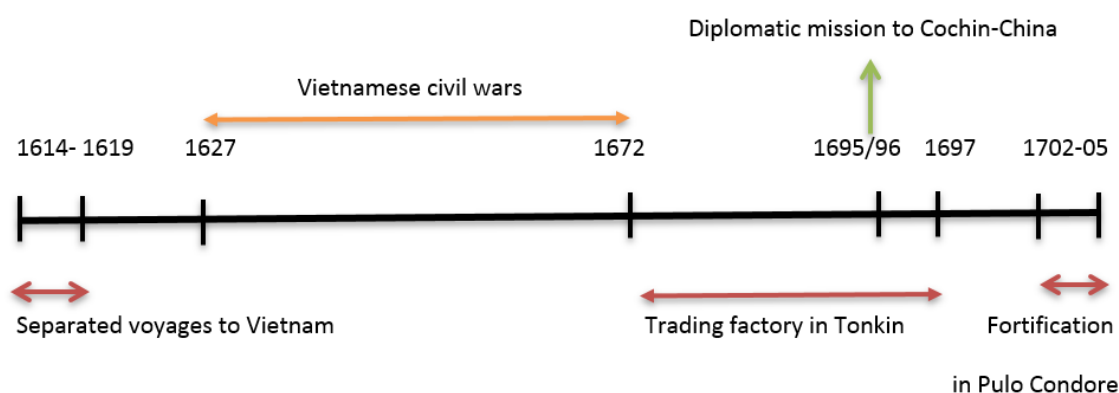 Diplomatic mission to Cochin-China
Vietnamese civil wars
1614- 1619 1627 1672 1695/96 1697 1702-05
Separated voyages to Vietnam Trading factory in Tonkin Fortification
in Pulo Condore